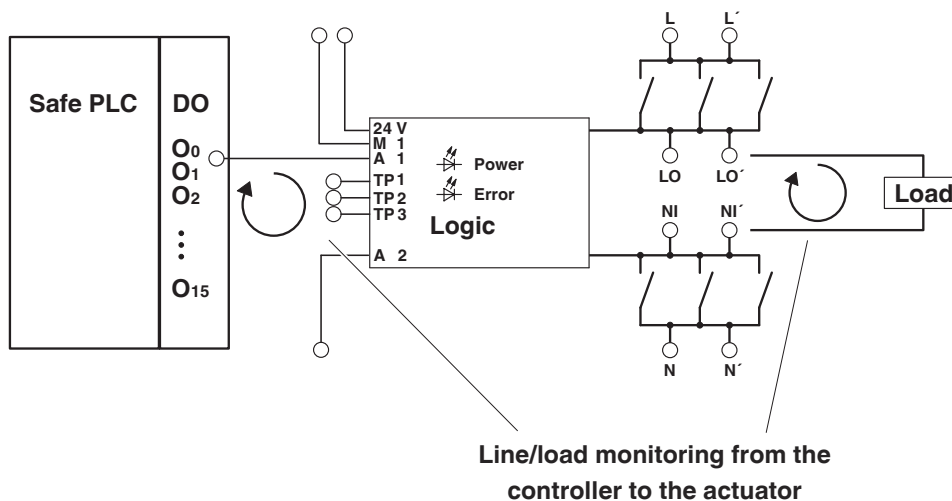 Safe PLC
DO
O0
O1
O2
O15
24 V
M 1
A 1
TP1
TP2
TP3
A 2
Power
Error
Logic
L
L´
LO
LO´
NI
NI´
N
N´
Load
Line/load monitoring from the
controller to the actuator